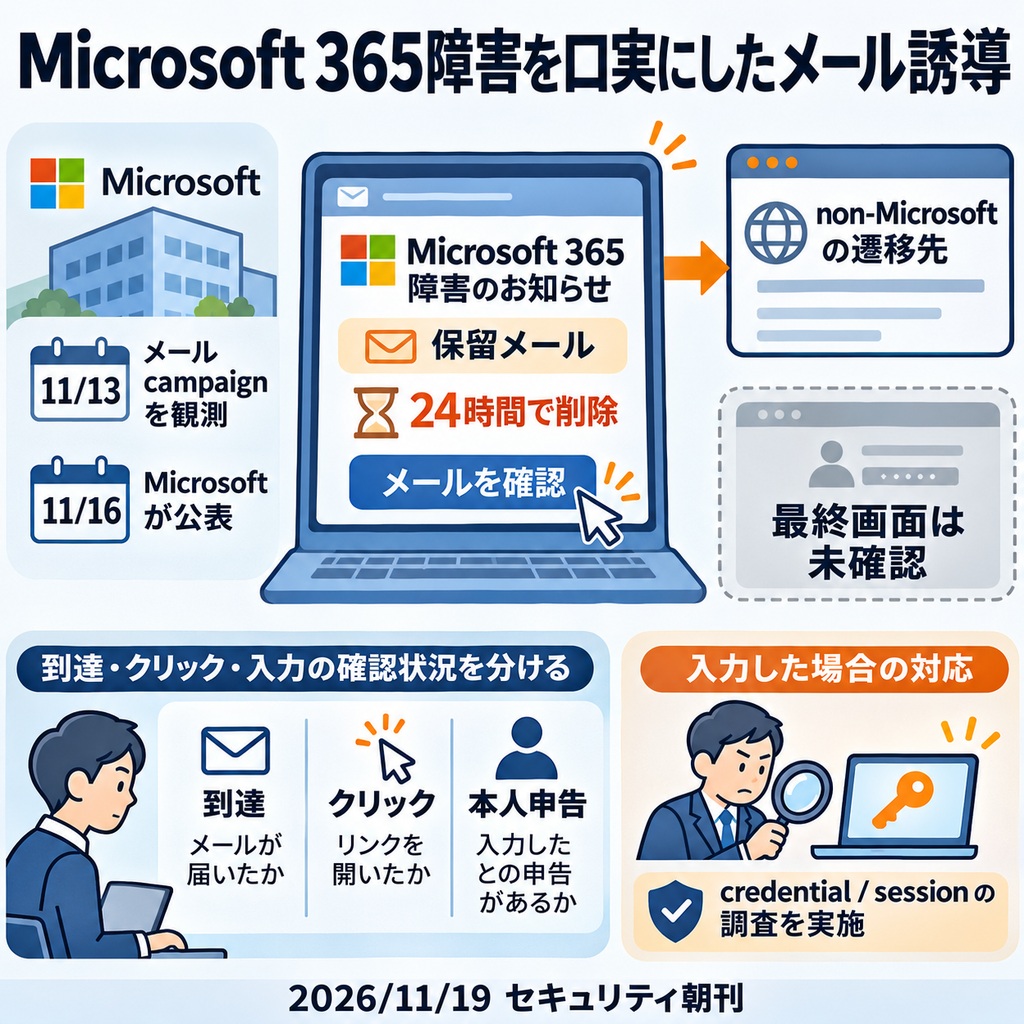 Microsoft 365障害を口実にしたメール誘導
Microsoft
11/13
メール
campaign
を観測
11/16
Microsoft
が公表
Microsoft 365
障害のお知らせ
保留メール
24時間で削除
メールを確認
non-Microsoft
の遷移先
最終画面は
未確認
到達・クリック・入力の確認状況を分ける
到達
メールが
届いたか
クリック
リンクを
開いたか
本人申告
入力した
との申告
があるか
入力した場合の対応
credential / sessionの
調査を実施
2026/11/19 セキュリティ朝刊